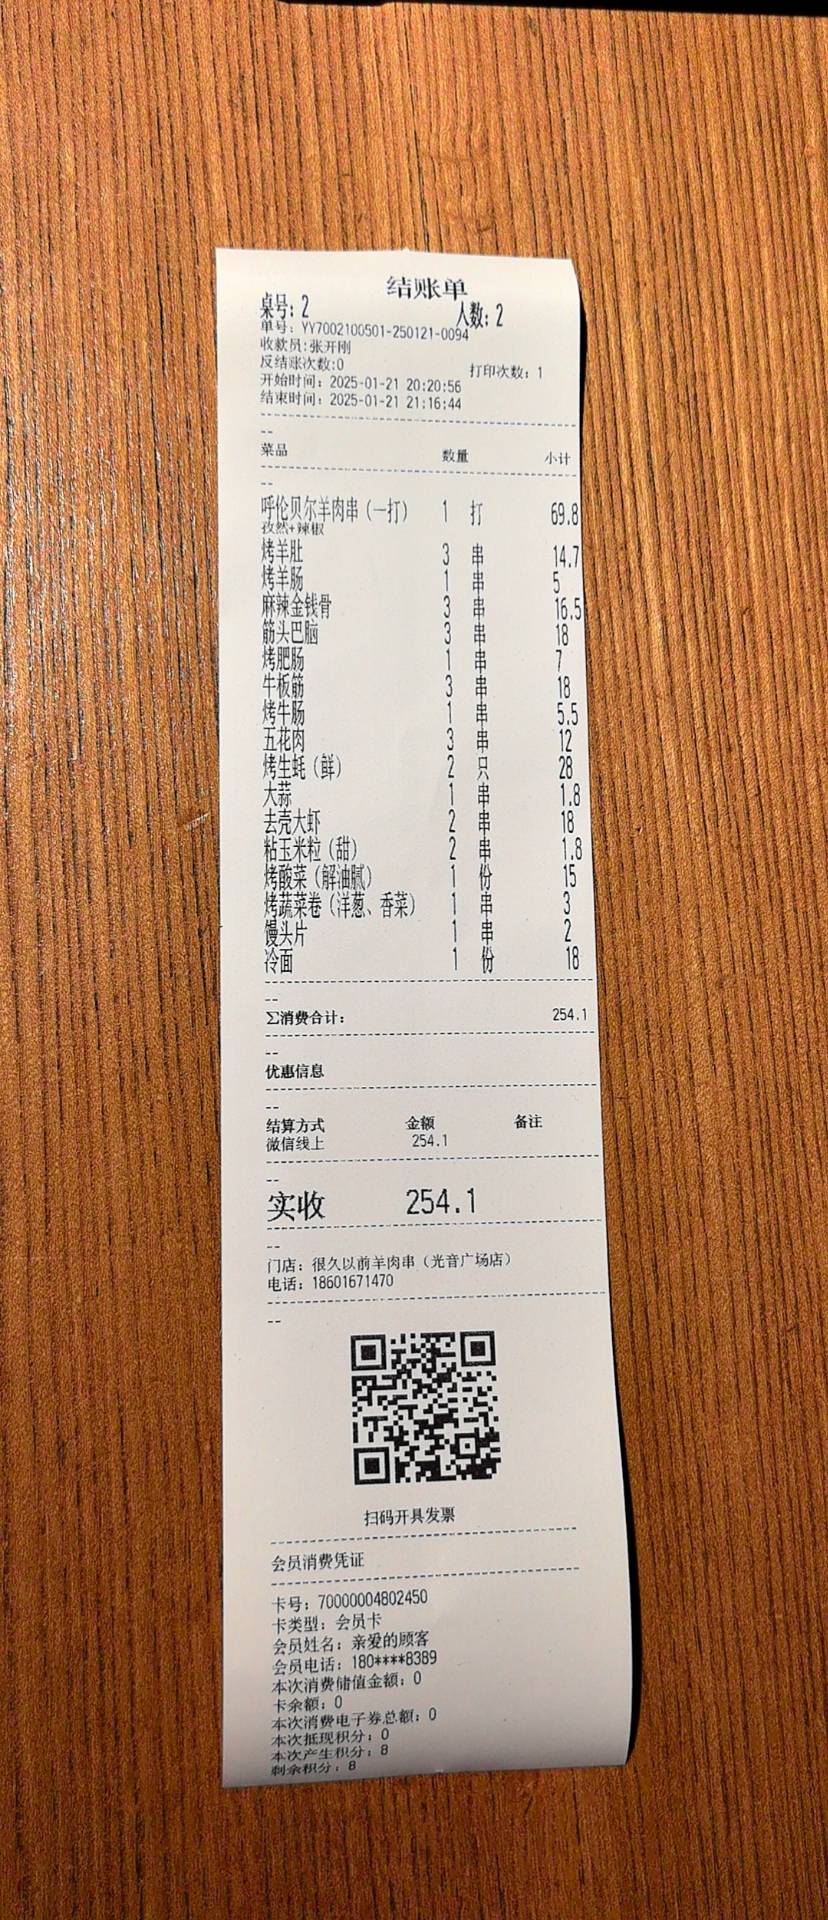 结账单
桌号: 2 人数: 2
单号: YY7002100501-250121-0094
收款员:张开刚
反结账次数:0 打印次数: 1
开始时间: 2025-01-21 20:20:56
结束时间: 2025-01-21 21:16:44
--
菜品 数量 小计
--
呼伦贝尔羊肉串 (一打) 1 打 69.8
孜然+辣椒
烤羊肚 3 串 14.7
烤羊肠 1 串 5
麻辣金钱骨 3 串 16.5
筋头巴脑 3 串 18
烤肥肠 1 串 7
牛板筋 3 串 18
烤牛肠 1 串 5.5
五花肉 3 串 12
烤生蚝 (鲜) 2 只 28
大蒜 1 串 1.8
去壳大虾 2 串 18
粘玉米粒 (甜) 2 串 1.8
烤酸菜 (解油腻) 1 份 15
烤蔬菜卷 (洋葱、香菜) 1 串 3
馒头片 1 串 2
冷面 1 份 18
--
∑消费合计: 254.1
--
优惠信息
--
结算方式 金额 备注
微信线上 254.1
--
实收 254.1
--
门店: 很久以前羊肉串 (光音广场店)
电话: 18601671470
--
扫码开具发票
会员消费凭证
卡号: 70000004802450
卡类型: 会员卡
会员姓名: 亲爱的顾客
会员电话: 180****8389
本次消费储值金额: 0
卡余额: 0
本次消费电子券总额: 0
本次抵现积分: 0
本次产生积分: 8
剩余积分: 8